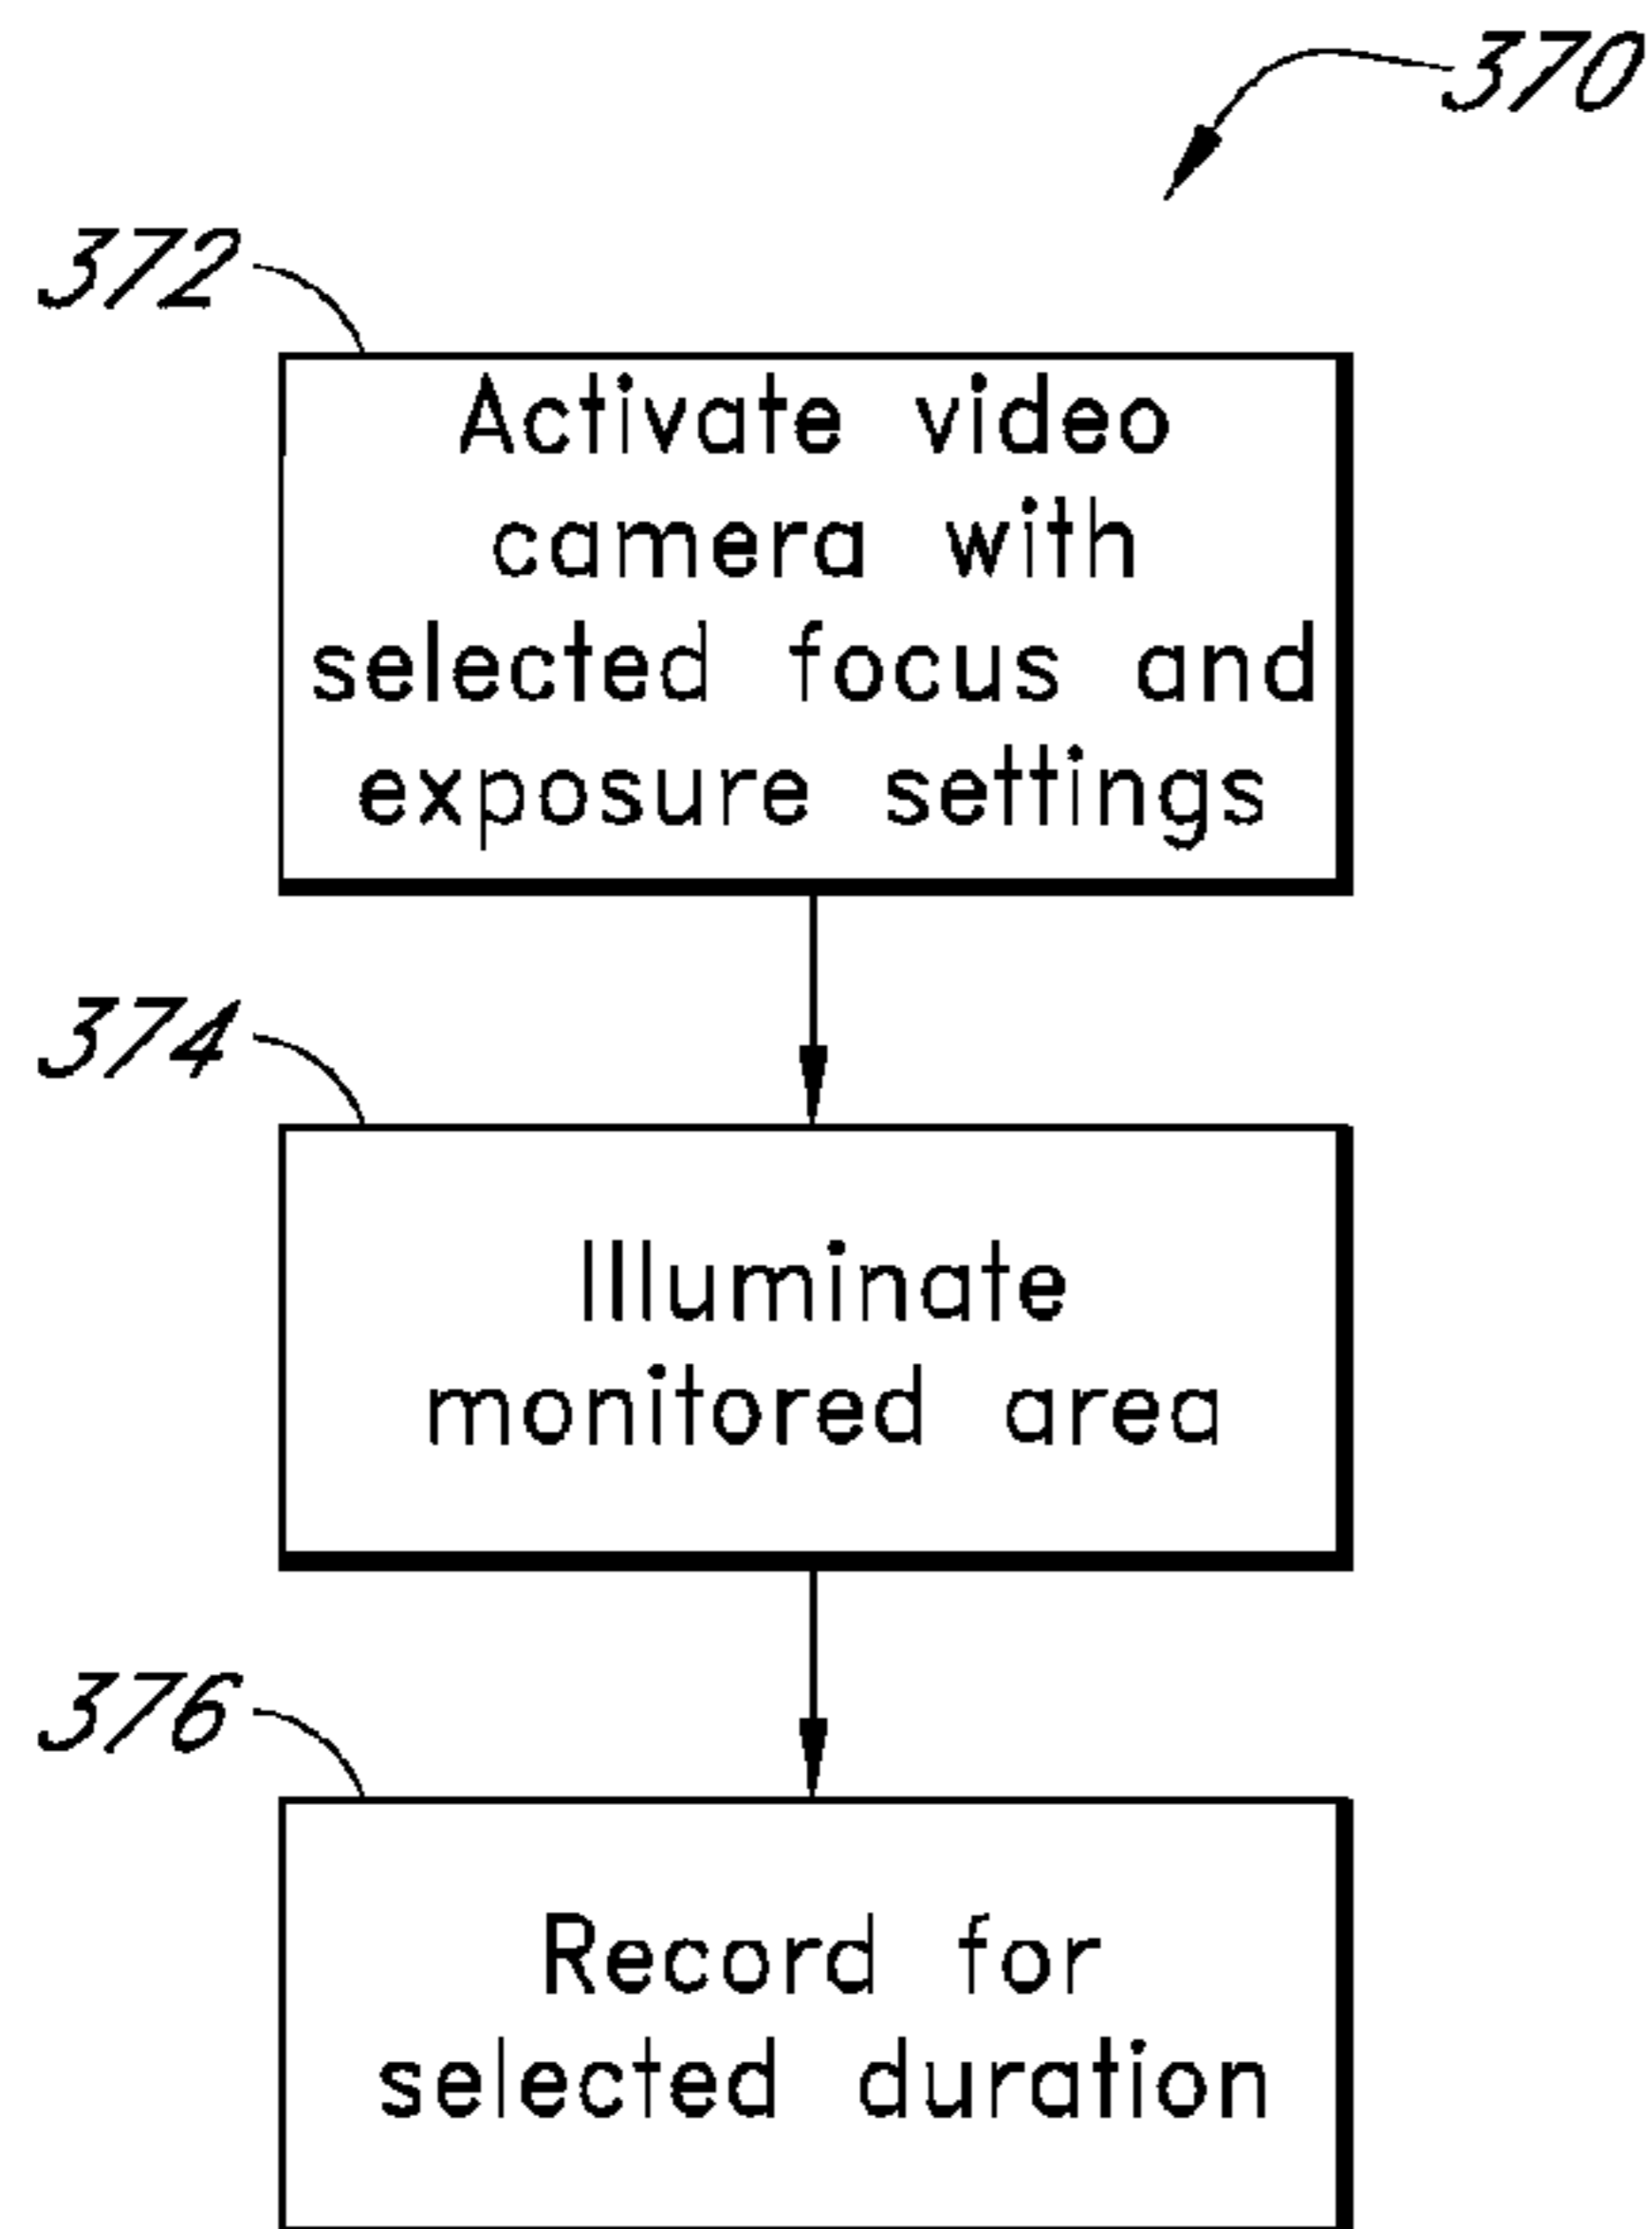 370
372
Activate video
camera with
selected focus and
exposure settings
374
Illuminate
monitored area
376
Record for
selected duration